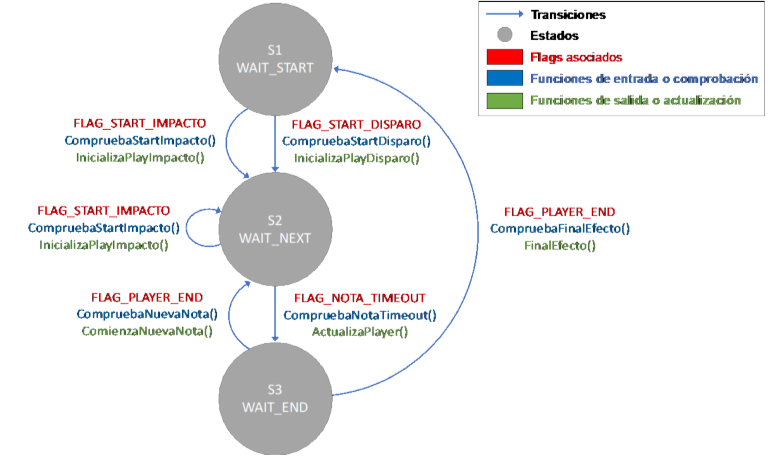 Transiciones
Estados
Flags asociados
Funciones de entrada o comprobación
Funciones de salida o actualización
S1
WAIT_START
FLAG_START_IMPACTO
CompruebaStartImpacto()
InicializaPlayImpacto()
FLAG_START_DISPARO
CompruebaStartDisparo()
InicializaPlayDisparo()
FLAG_START_IMPACTO
CompruebaStartImpacto()
InicializaPlayImpacto()
S2
WAIT_NEXT
FLAG_PLAYER_END
CompruebaFinalEfecto()
FinalEfecto()
FLAG_PLAYER_END
CompruebaNuevaNota()
ComienzaNuevaNota()
FLAG_NOTA_TIMEOUT
CompruebaNotaTimeout()
ActualizaPlayer()
S3
WAIT_END